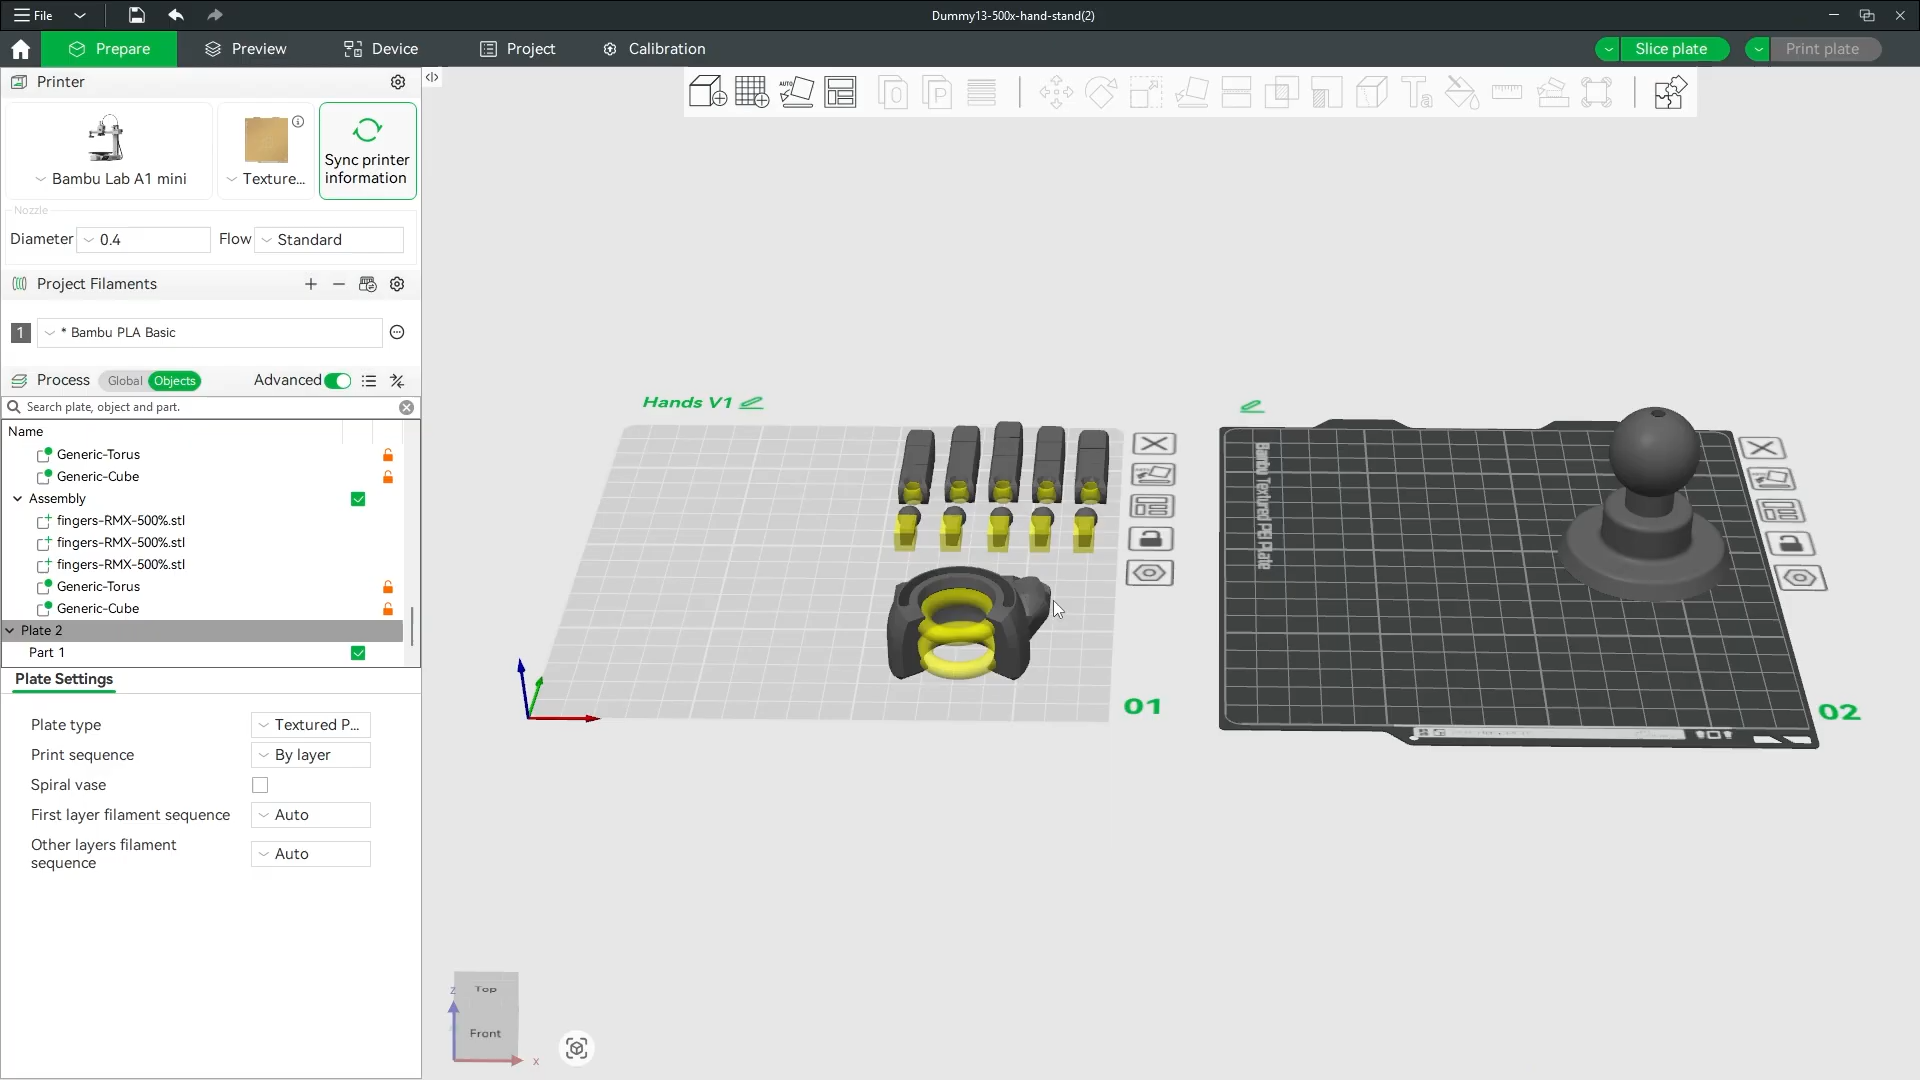 File
Dummy13-500x-hand-stand(2)
Prepare
Preview
Device
Project
Calibration
Slice plate
Print plate
Printer
Bambu Lab A1 mini
Texture...
Sync printer
information
Nozzle
Diameter
0.4
Flow
Standard
Project Filaments
1
* Bambu PLA Basic
Process
Global
Objects
Advanced
Search plate, object and part.
Name
Generic-Torus
Generic-Cube
Assembly
fingers-RMX-500%.stl
fingers-RMX-500%.stl
fingers-RMX-500%.stl
Generic-Torus
Generic-Cube
Plate 2
Part 1
Plate Settings
Plate type
Textured P...
Print sequence
By layer
Spiral vase
First layer filament sequence
Auto
Other layers filament
sequence
Auto
Hands V1
AUTO
01
Bambu Textured PEI Plate
02
Top
Front
z
x